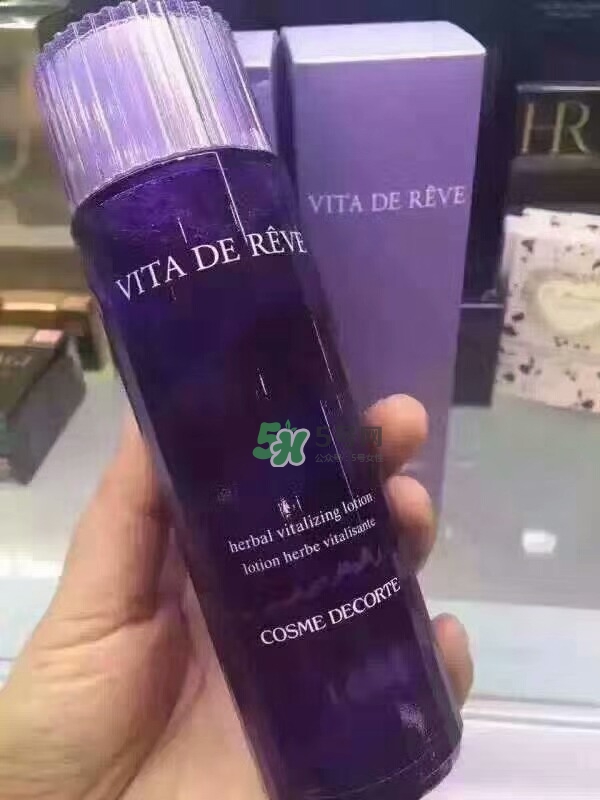 HR
VITA DE RÊVE
VITA DE RÊVE
herbal vitalizing lotion
lotion herbe vitalisante
COSME DECORTE